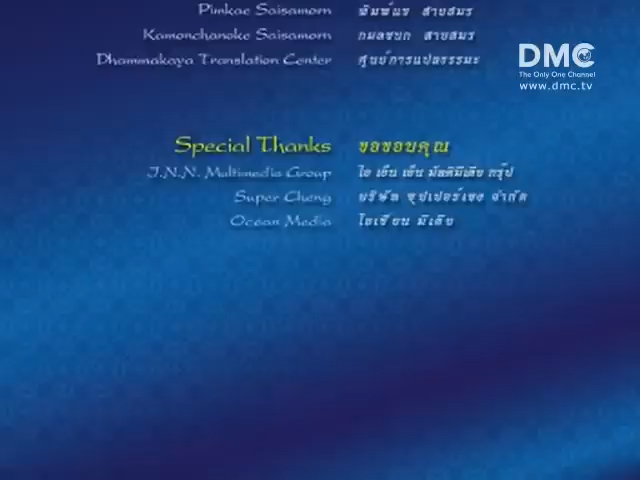 Pimkae Saisamorn พิมพ์แข สายสมร
Kamonchanoke Saisamorn กมลชนก สายสมร
Dhammakaya Translation Center ศูนย์การแปลธรรมะ
DMC
The Only One Channel
www.dmc.tv
Special Thanks ขอขอบคุณ
I.N.N. Multimedia Group ไอ เอ็น เอ็น มัลติมีเดีย กรุ๊ป
Super Cheng บริษัท ซุปเปอร์เชง จำกัด
Ocean Media โอเชียน มีเดีย